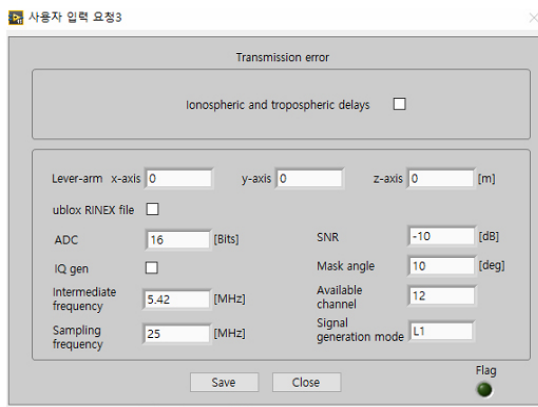 사용자 입력 요청3
Transmission error
Ionospheric and tropospheric delays
Lever-arm x-axis 0 y-axis 0 z-axis 0 [m]
ublox RINEX file
ADC 16 [Bits] SNR -10 [dB]
IQ gen Mask angle 10 [deg]
Intermediate frequency 5.42 [MHz] Available channel 12
Sampling frequency 25 [MHz] Signal generation mode L1
Save Close Flag